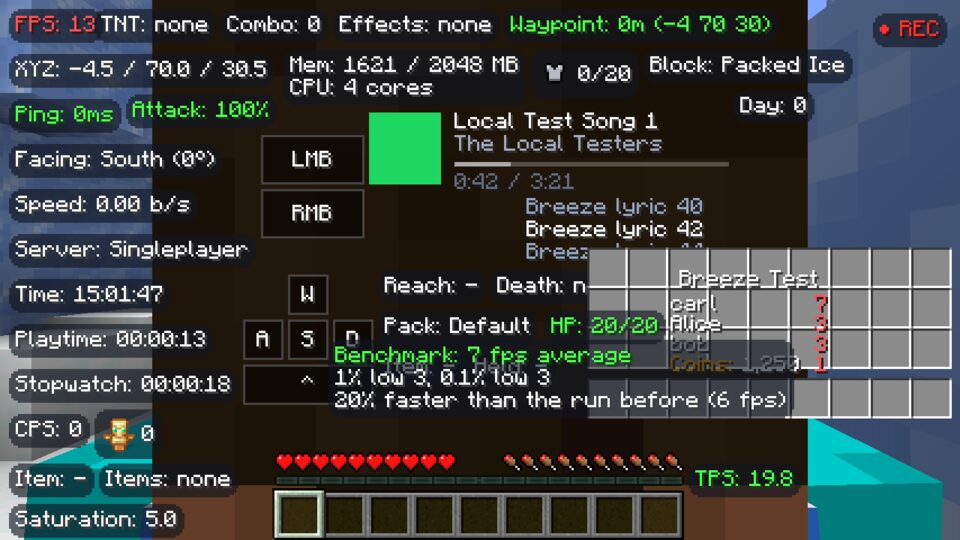 FPS: 13 TNT: none Combo: 0 Effects: none Waypoint: 0m (-4 70 30)
REC
XYZ: -4.5 / 70.0 / 30.5
Mem: 1621 / 2048 MB
CPU: 4 cores
0/20
Block: Packed Ice
Ping: 0ms
Attack: 100%
Day: 0
Local Test Song 1
The Local Testers
0:42 / 3:21
LMB
RMB
Breeze lyric 40
Breeze lyric 42
Breeze
Facing: South (0°)
Speed: 0.00 b/s
Server: Singleplayer
Time: 15:01:47
Playtime: 00:00:13
Stopwatch: 00:00:18
CPS: 0
0
Item: - Items: none
Saturation: 5.0
W
A S D
^
Reach: - Death: n
Pack: Default HP: 20/20
Benchmark: 7 fps average
1% low 3, 0.1% low 3
20% faster than the run before (6 fps)
Breeze Test
carl 7
Alice 3
bob 3
Coins: 1,250 1
TPS: 19.8